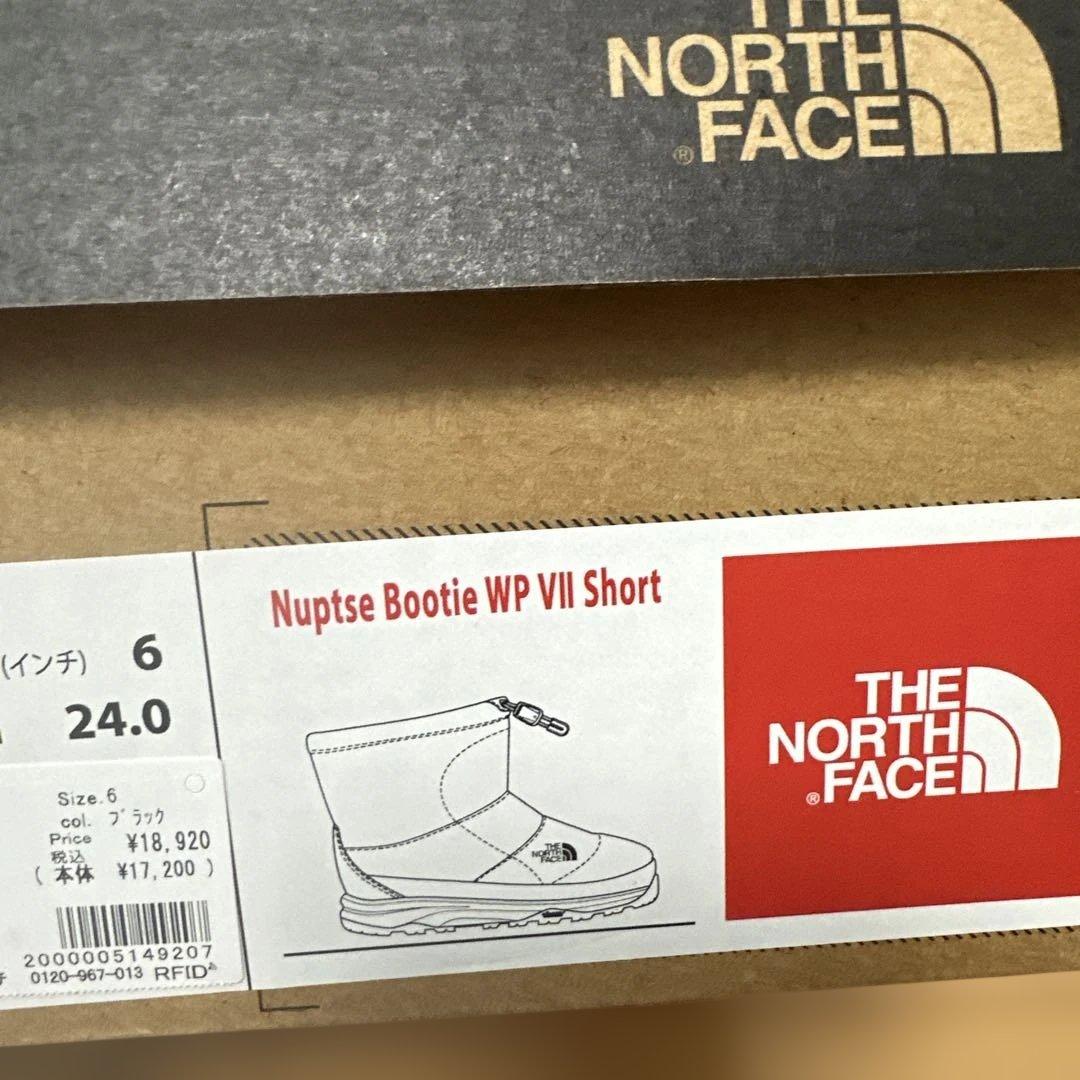 THE
NORTH
FACE
®
(インチ) 6
24.0
Size.6
col. ブラック
Price ¥18,920
税込
( 本体 ¥17,200 )
2000005149207
0120-967-013 RFID
Nuptse Bootie WP VII Short
THE
NORTH
FACE
THE
NORTH
FACE
®